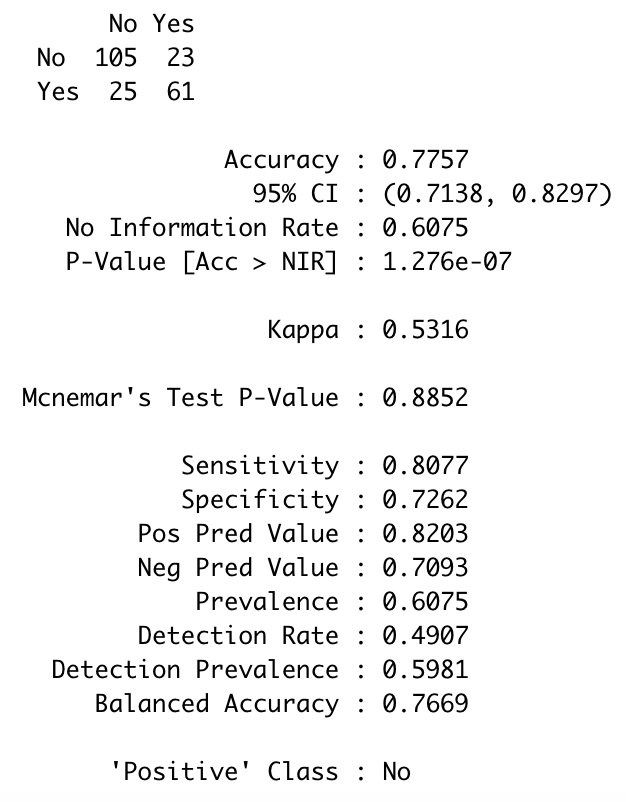 No Yes
No 105 23
Yes 25 61
Accuracy : 0.7757
95% CI : (0.7138, 0.8297)
No Information Rate : 0.6075
P-Value [Acc > NIR] : 1.276e-07
Kappa : 0.5316
Mcnemar's Test P-Value : 0.8852
Sensitivity : 0.8077
Specificity : 0.7262
Pos Pred Value : 0.8203
Neg Pred Value : 0.7093
Prevalence : 0.6075
Detection Rate : 0.4907
Detection Prevalence : 0.5981
Balanced Accuracy : 0.7669
'Positive' Class : No